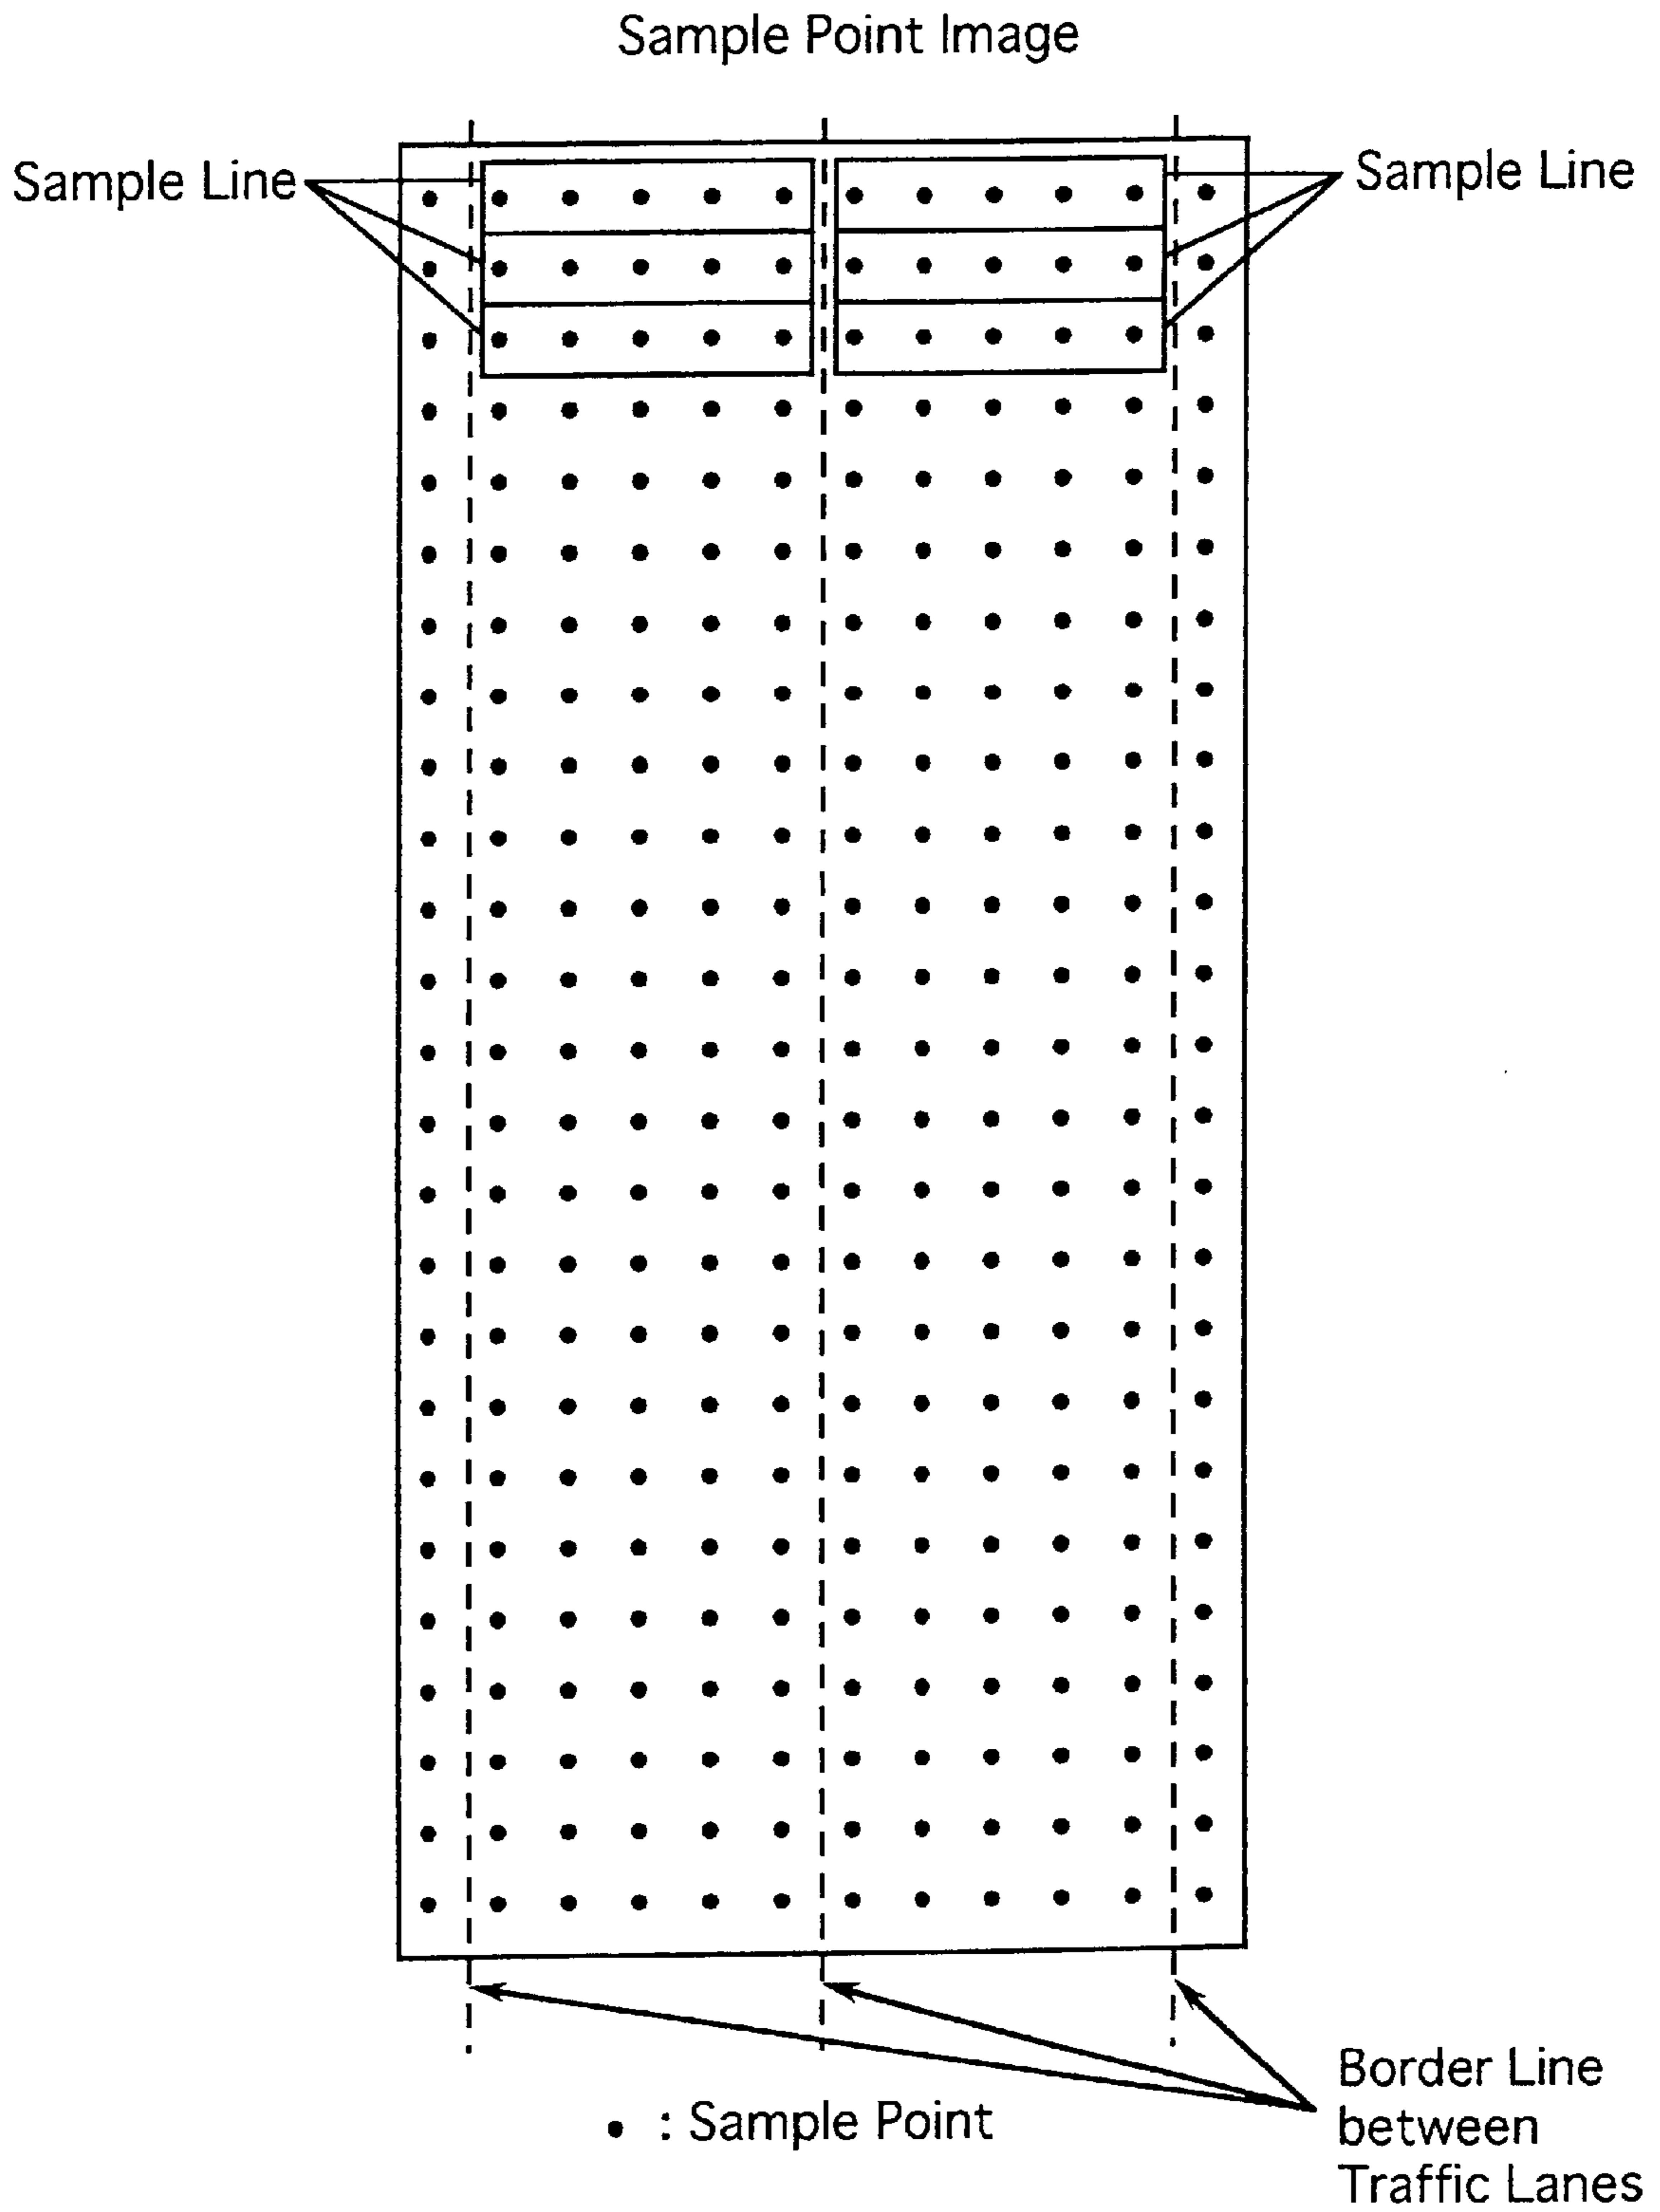 Sample Point Image
Sample Line
Sample Line
• : Sample Point
Border Line
between
Traffic Lanes